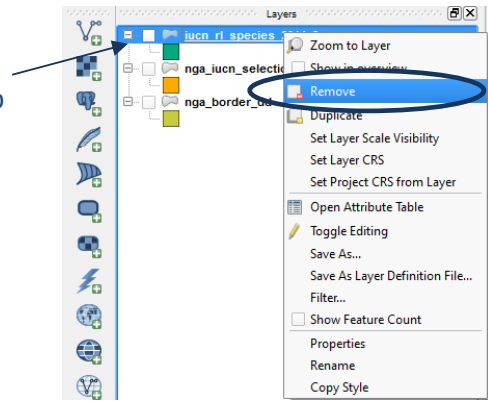 Layers
iucn_rl_species_2014_2
Zoom to Layer
nga_iucn_selectio
Show in overview
Remove
nga_border_dd
Duplicate
Set Layer Scale Visibility
Set Layer CRS
Set Project CRS from Layer
Open Attribute Table
Toggle Editing
Save As...
Save As Layer Definition File...
Filter...
Show Feature Count
Properties
Rename
Copy Style